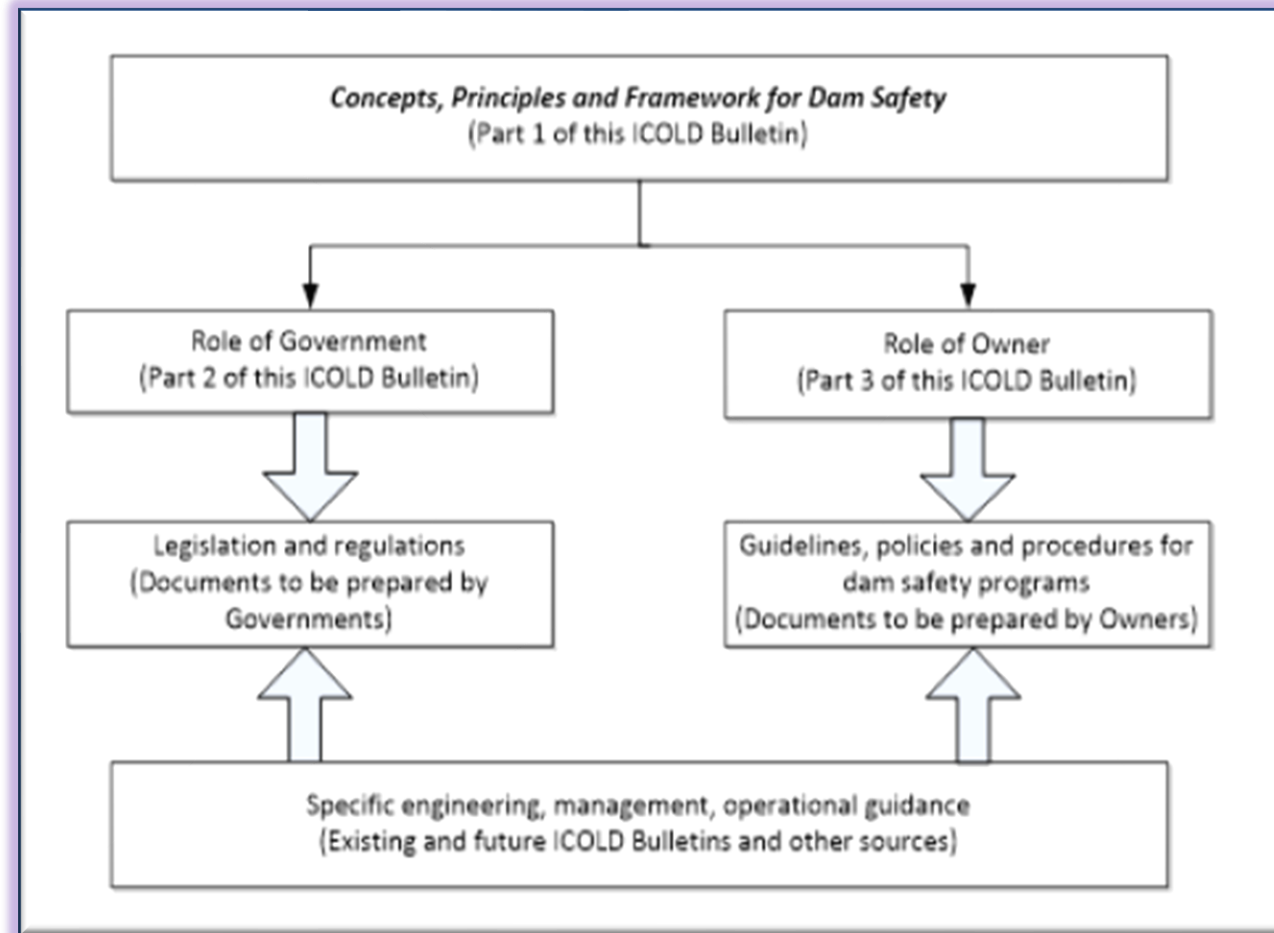 Concepts, Principles and Framework for Dam Safety
(Part 1 of this ICOLD Bulletin)
Role of Government
(Part 2 of this ICOLD Bulletin)
Role of Owner
(Part 3 of this ICOLD Bulletin)
Legislation and regulations
(Documents to be prepared by
Governments)
Guidelines, policies and procedures for
dam safety programs
(Documents to be prepared by Owners)
Specific engineering, management, operational guidance
(Existing and future ICOLD Bulletins and other sources)